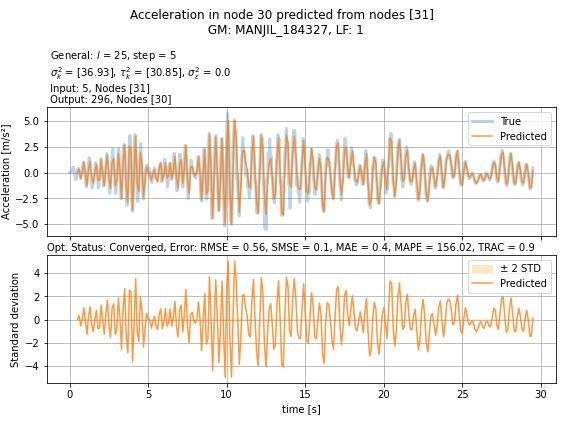 Acceleration in node 30 predicted from nodes [31]
GM: MANJIL_184327, LF: 1
General: l = 25, step = 5
σ²ₖ = [36.93], τ²ₖ = [30.85], σ²ε = 0.0
Input: 5, Nodes [31]
Output: 296, Nodes [30]
Acceleration [m/s²]
5.0
2.5
0.0
−2.5
−5.0
True
Predicted
Opt. Status: Converged, Error: RMSE = 0.56, SMSE = 0.1, MAE = 0.4, MAPE = 156.02, TRAC = 0.9
Standard deviation
4
2
0
−2
−4
± 2 STD
Predicted
0 5 10 15 20 25 30
time [s]